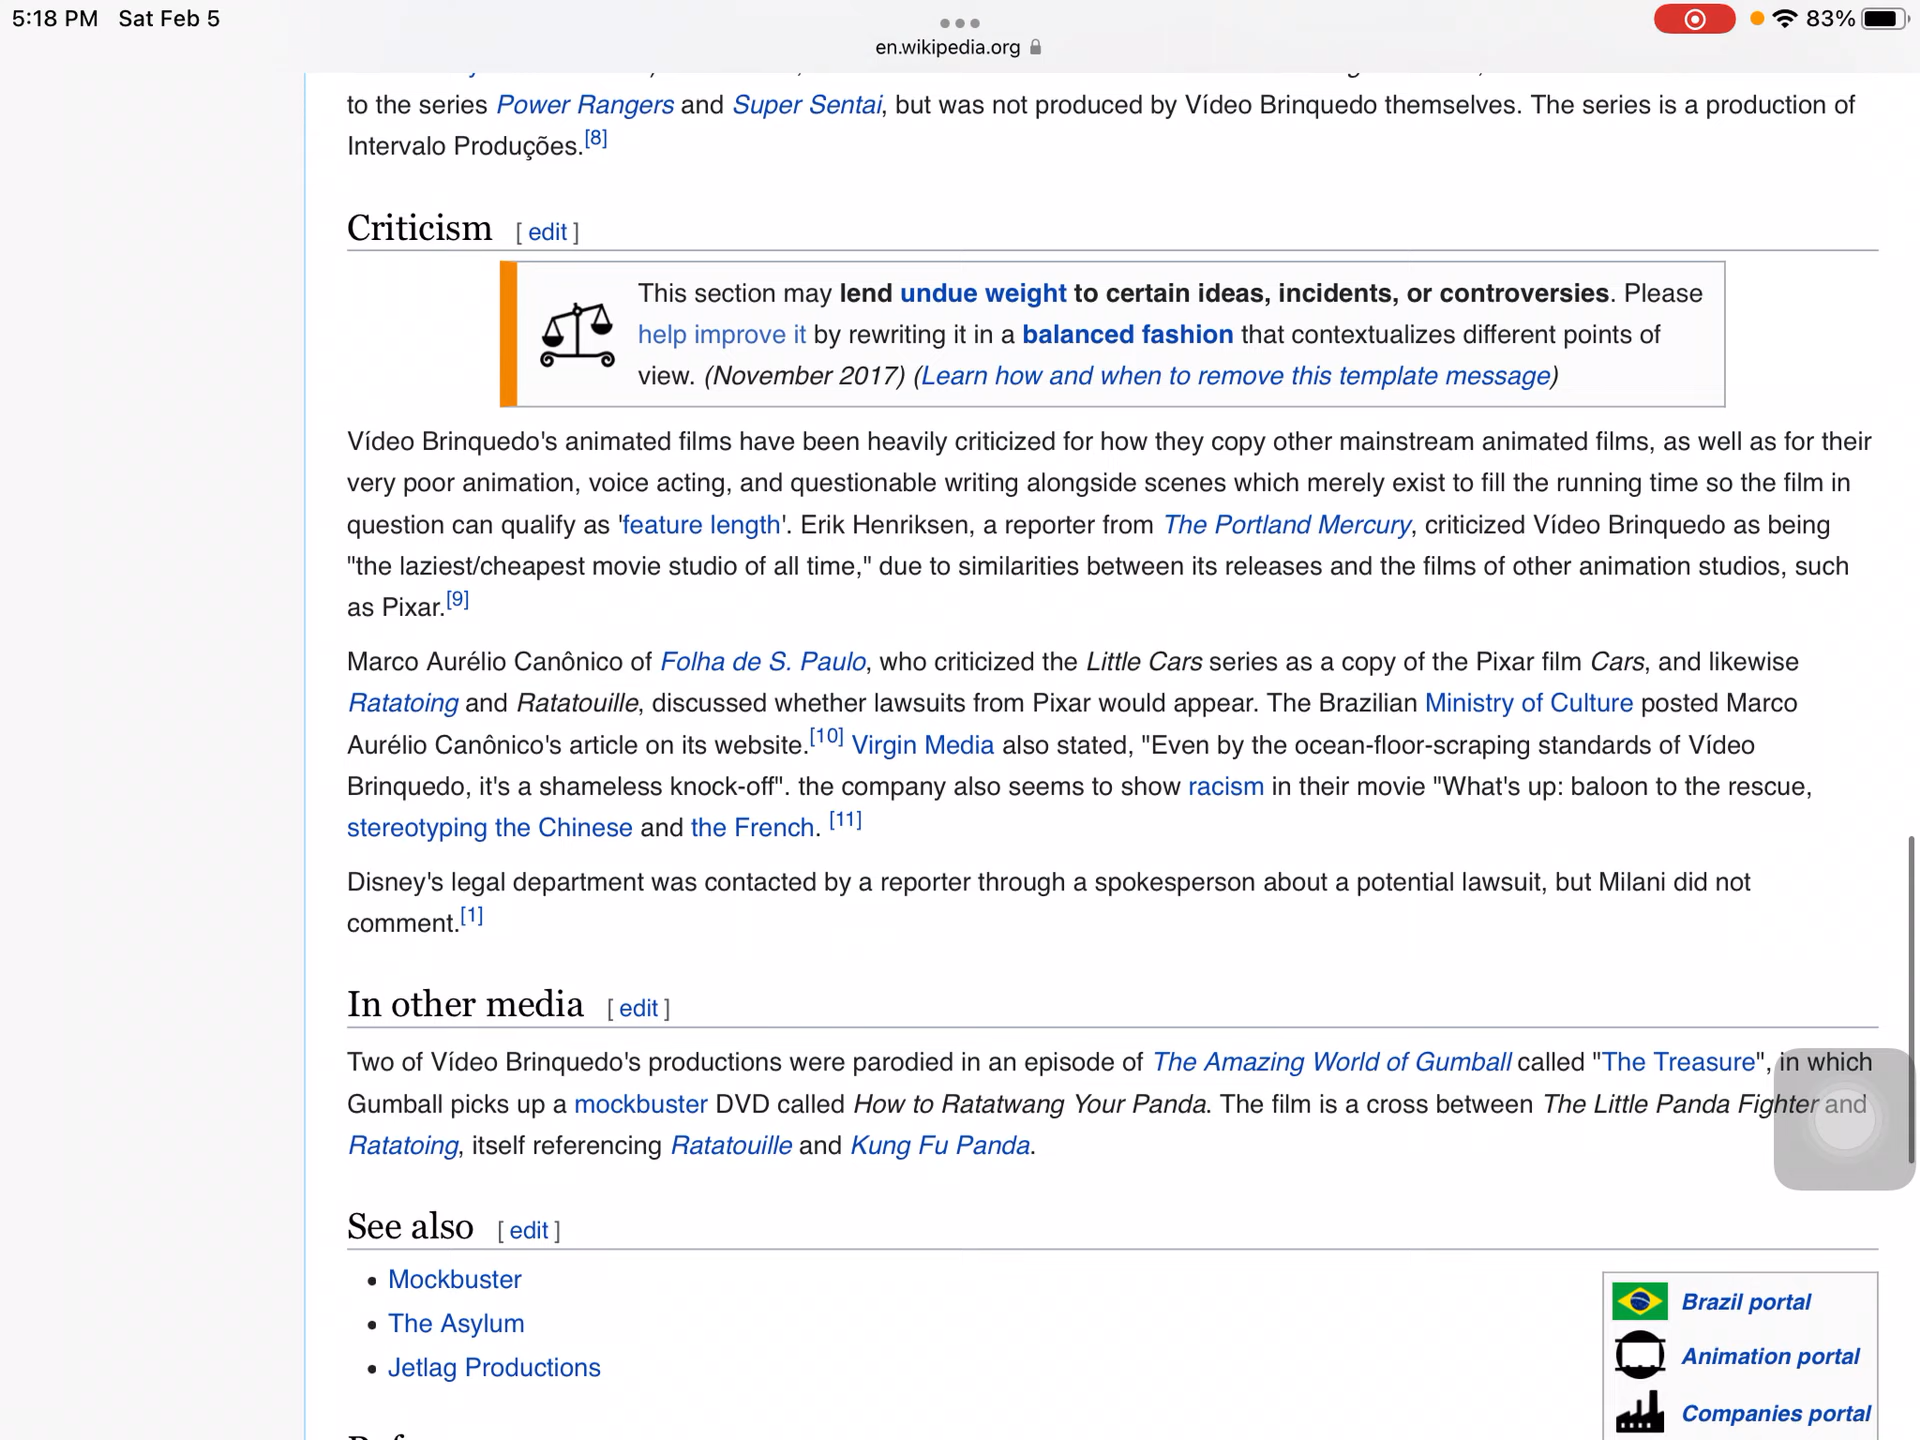 5:18 PM Sat Feb 5
83%
en.wikipedia.org
to the series Power Rangers and Super Sentai, but was not produced by Vídeo Brinquedo themselves. The series is a production of
Intervalo Produções.[8]
Criticism [ edit ]
This section may lend undue weight to certain ideas, incidents, or controversies. Please
help improve it by rewriting it in a balanced fashion that contextualizes different points of
view. (November 2017) (Learn how and when to remove this template message)
Vídeo Brinquedo's animated films have been heavily criticized for how they copy other mainstream animated films, as well as for their
very poor animation, voice acting, and questionable writing alongside scenes which merely exist to fill the running time so the film in
question can qualify as 'feature length'. Erik Henriksen, a reporter from The Portland Mercury, criticized Vídeo Brinquedo as being
"the laziest/cheapest movie studio of all time," due to similarities between its releases and the films of other animation studios, such
as Pixar.[9]
Marco Aurélio Canônico of Folha de S. Paulo, who criticized the Little Cars series as a copy of the Pixar film Cars, and likewise
Ratatoing and Ratatouille, discussed whether lawsuits from Pixar would appear. The Brazilian Ministry of Culture posted Marco
Aurélio Canônico's article on its website.[10] Virgin Media also stated, "Even by the ocean-floor-scraping standards of Vídeo
Brinquedo, it's a shameless knock-off". the company also seems to show racism in their movie "What's up: baloon to the rescue,
stereotyping the Chinese and the French. [11]
Disney's legal department was contacted by a reporter through a spokesperson about a potential lawsuit, but Milani did not
comment.[1]
In other media [ edit ]
Two of Vídeo Brinquedo's productions were parodied in an episode of The Amazing World of Gumball called "The Treasure", in which
Gumball picks up a mockbuster DVD called How to Ratatwang Your Panda. The film is a cross between The Little Panda Fighter and
Ratatoing, itself referencing Ratatouille and Kung Fu Panda.
See also [ edit ]
• Mockbuster
• The Asylum
• Jetlag Productions
Brazil portal
Animation portal
Companies portal